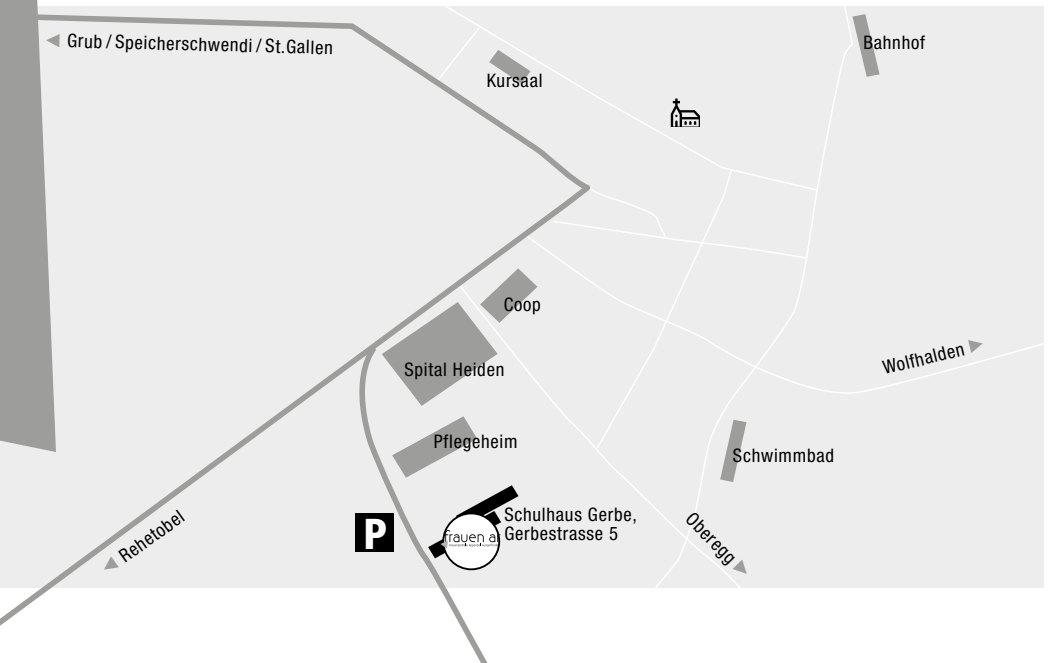 Grub / Speicherschwendi / St.Gallen
Bahnhof
Kursaal
Coop
Spital Heiden
Wolfhalden
Pflegeheim
Schwimmbad
Schulhaus Gerbe,
Gerbestrasse 5
P
frauen ar
Rehetobel
Oberegg